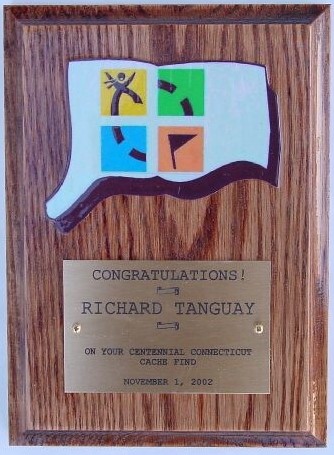 CONGRATULATIONS!
RICHARD TANGUAY
ON YOUR CENTENNIAL CONNECTICUT
CACHE FIND
NOVEMBER 1, 2002